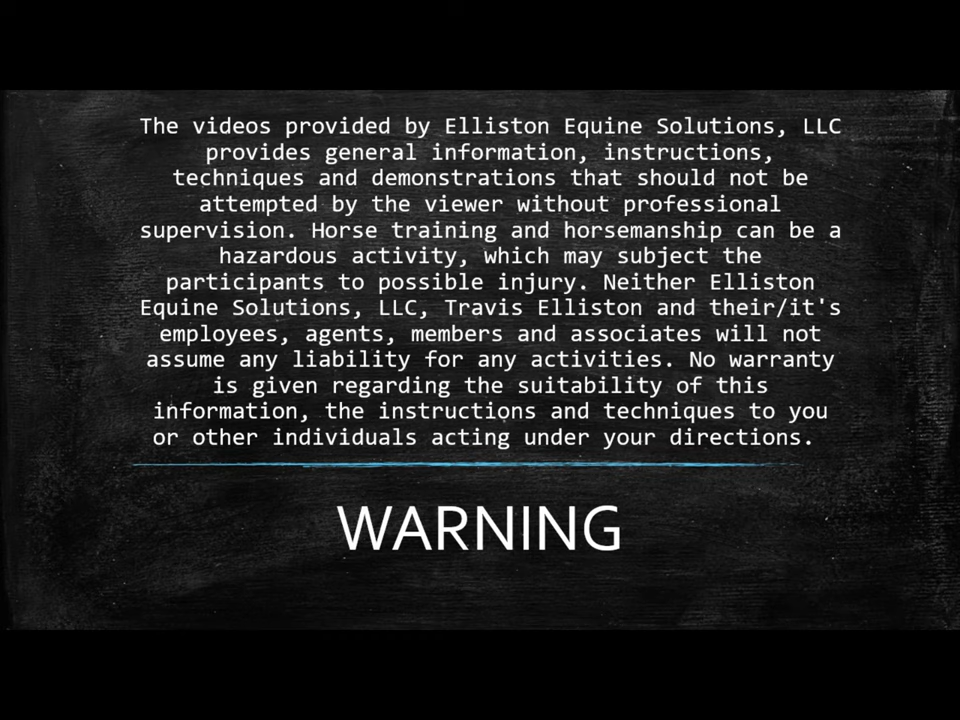 The videos provided by Elliston Equine Solutions, LLC
provides general information, instructions,
techniques and demonstrations that should not be
attempted by the viewer without professional
supervision. Horse training and horsemanship can be a
hazardous activity, which may subject the
participants to possible injury. Neither Elliston
Equine Solutions, LLC, Travis Elliston and their/it's
employees, agents, members and associates will not
assume any liability for any activities. No warranty
is given regarding the suitability of this
information, the instructions and techniques to you
or other individuals acting under your directions.
WARNING